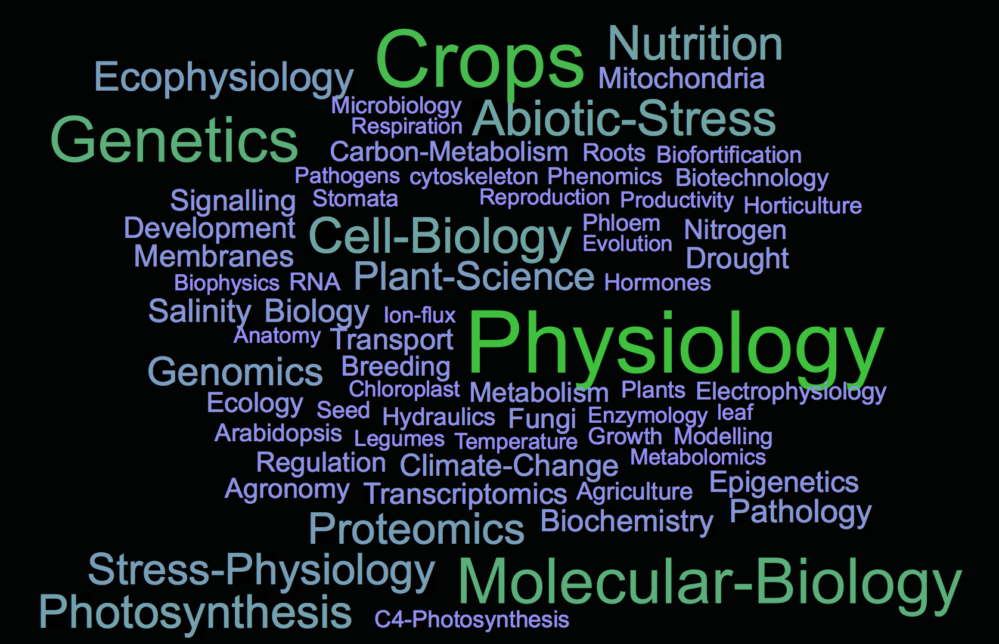 Crops Nutrition
Ecophysiology Mitochondria
Microbiology Abiotic-Stress
Genetics Respiration
Carbon-Metabolism Roots Biofortification
Pathogens cytoskeleton Phenomics Biotechnology
Signalling Stomata Reproduction Productivity Horticulture
Development Cell-Biology Phloem Nitrogen
Evolution
Membranes Drought
Biophysics RNA Plant-Science Hormones
Salinity Biology Ion-flux
Anatomy Transport Physiology
Genomics Breeding
Chloroplast Metabolism Plants Electrophysiology
Ecology Seed Hydraulics Fungi Enzymology leaf
Arabidopsis Legumes Temperature Growth Modelling
Regulation Climate-Change Metabolomics
Agronomy Transcriptomics Agriculture Epigenetics
Proteomics Biochemistry Pathology
Stress-Physiology Molecular-Biology
Photosynthesis C4-Photosynthesis